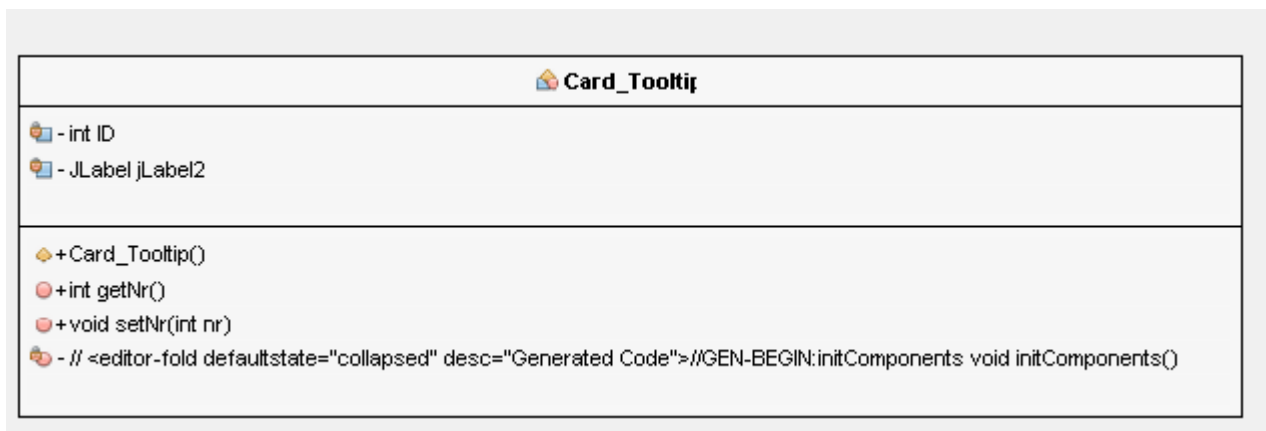 Card_Tooltip
- int ID
- JLabel jLabel2
+Card_Tooltip()
+int getNr()
+void setNr(int nr)
- // <editor-fold defaultstate="collapsed" desc="Generated Code">//GEN-BEGIN:initComponents void initComponents()